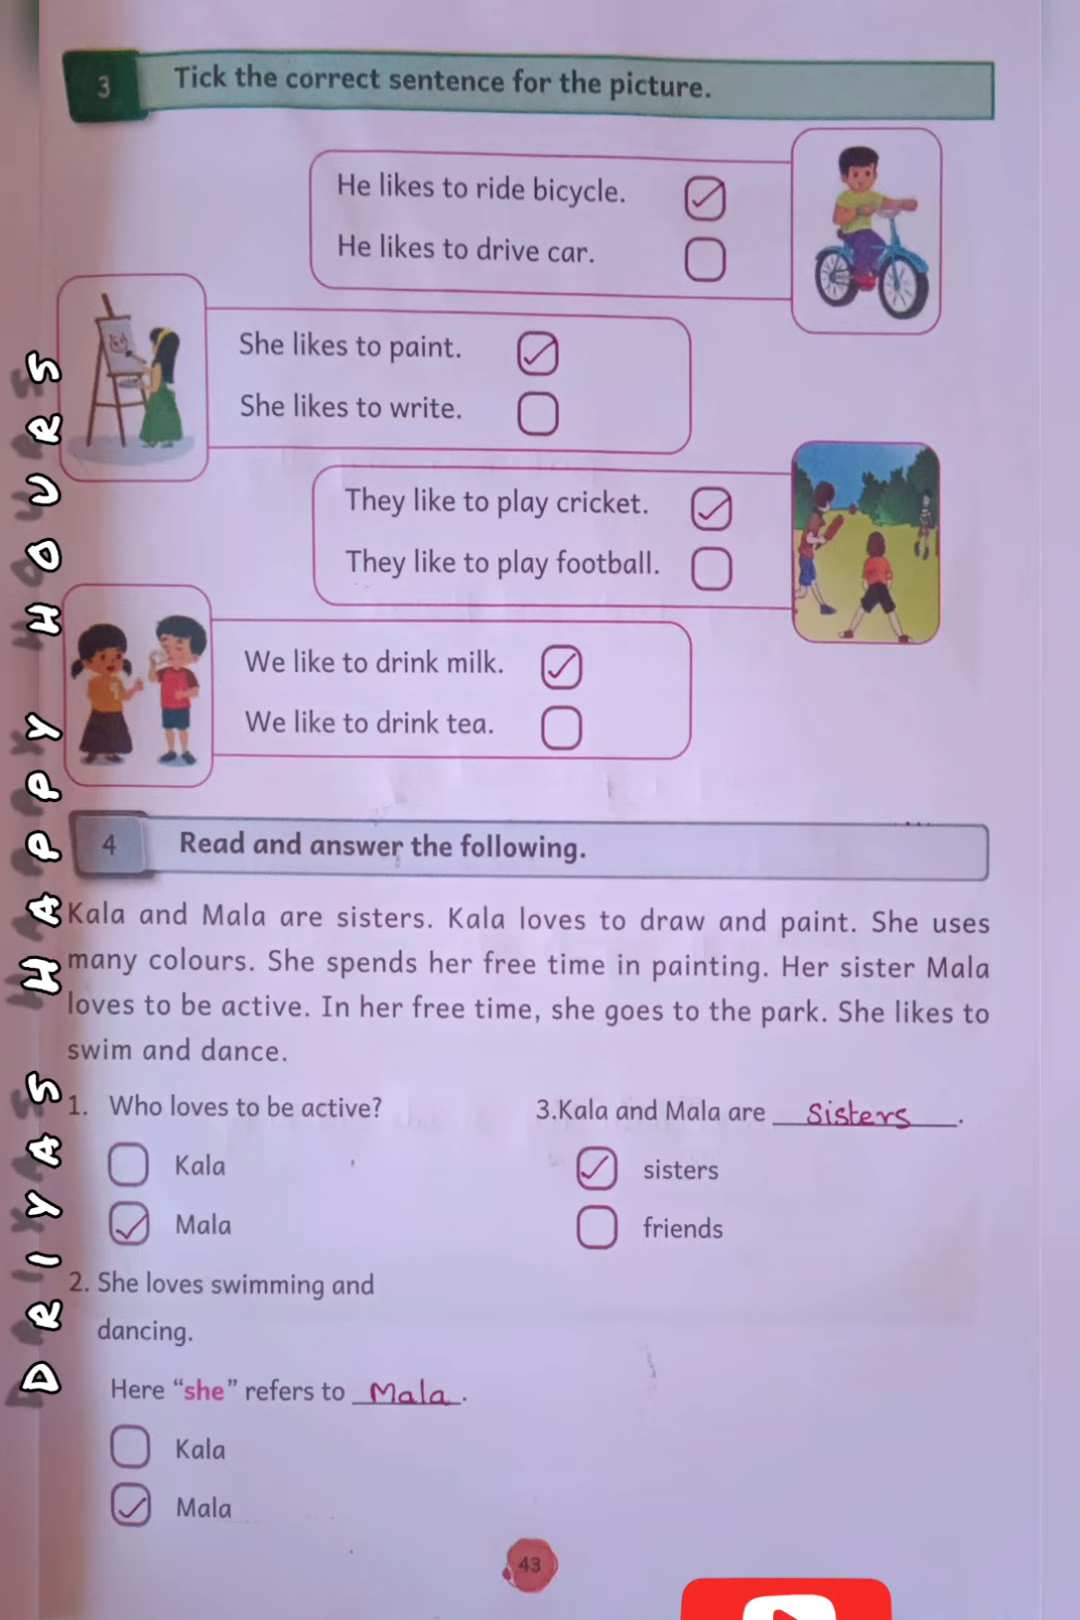 3 Tick the correct sentence for the picture.
He likes to ride bicycle.
He likes to drive car.
She likes to paint.
She likes to write.
They like to play cricket.
They like to play football.
We like to drink milk.
We like to drink tea.
4 Read and answer the following.
Kala and Mala are sisters. Kala loves to draw and paint. She uses
many colours. She spends her free time in painting. Her sister Mala
loves to be active. In her free time, she goes to the park. She likes to
swim and dance.
1. Who loves to be active?
Kala
Mala
2. She loves swimming and
dancing.
Here “she” refers to Mala.
Kala
Mala
3.Kala and Mala are Sisters.
sisters
friends
43
DRIYAS HAPPY HOURS